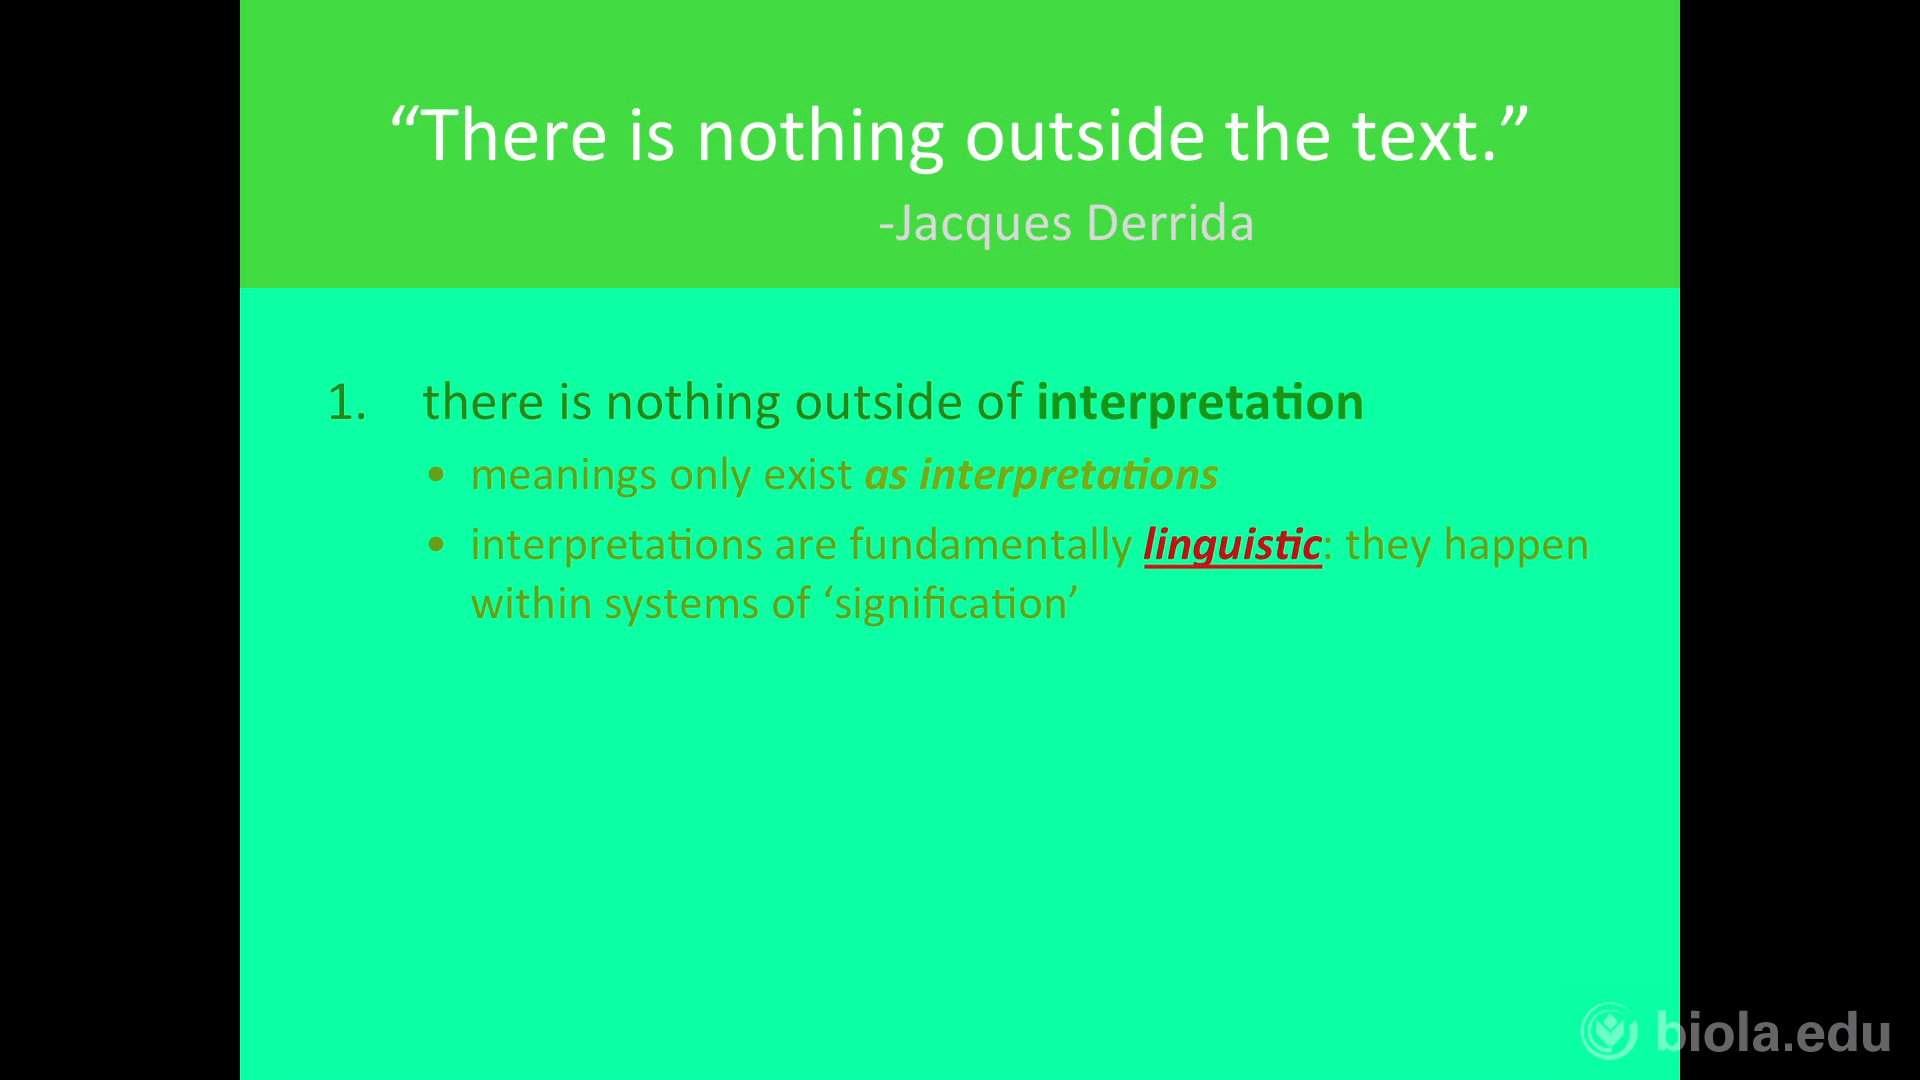 “There is nothing outside the text.”
-Jacques Derrida
1. there is nothing outside of interpretation
• meanings only exist as interpretations
• interpretations are fundamentally linguistic: they happen
within systems of ‘signification’
biola.edu